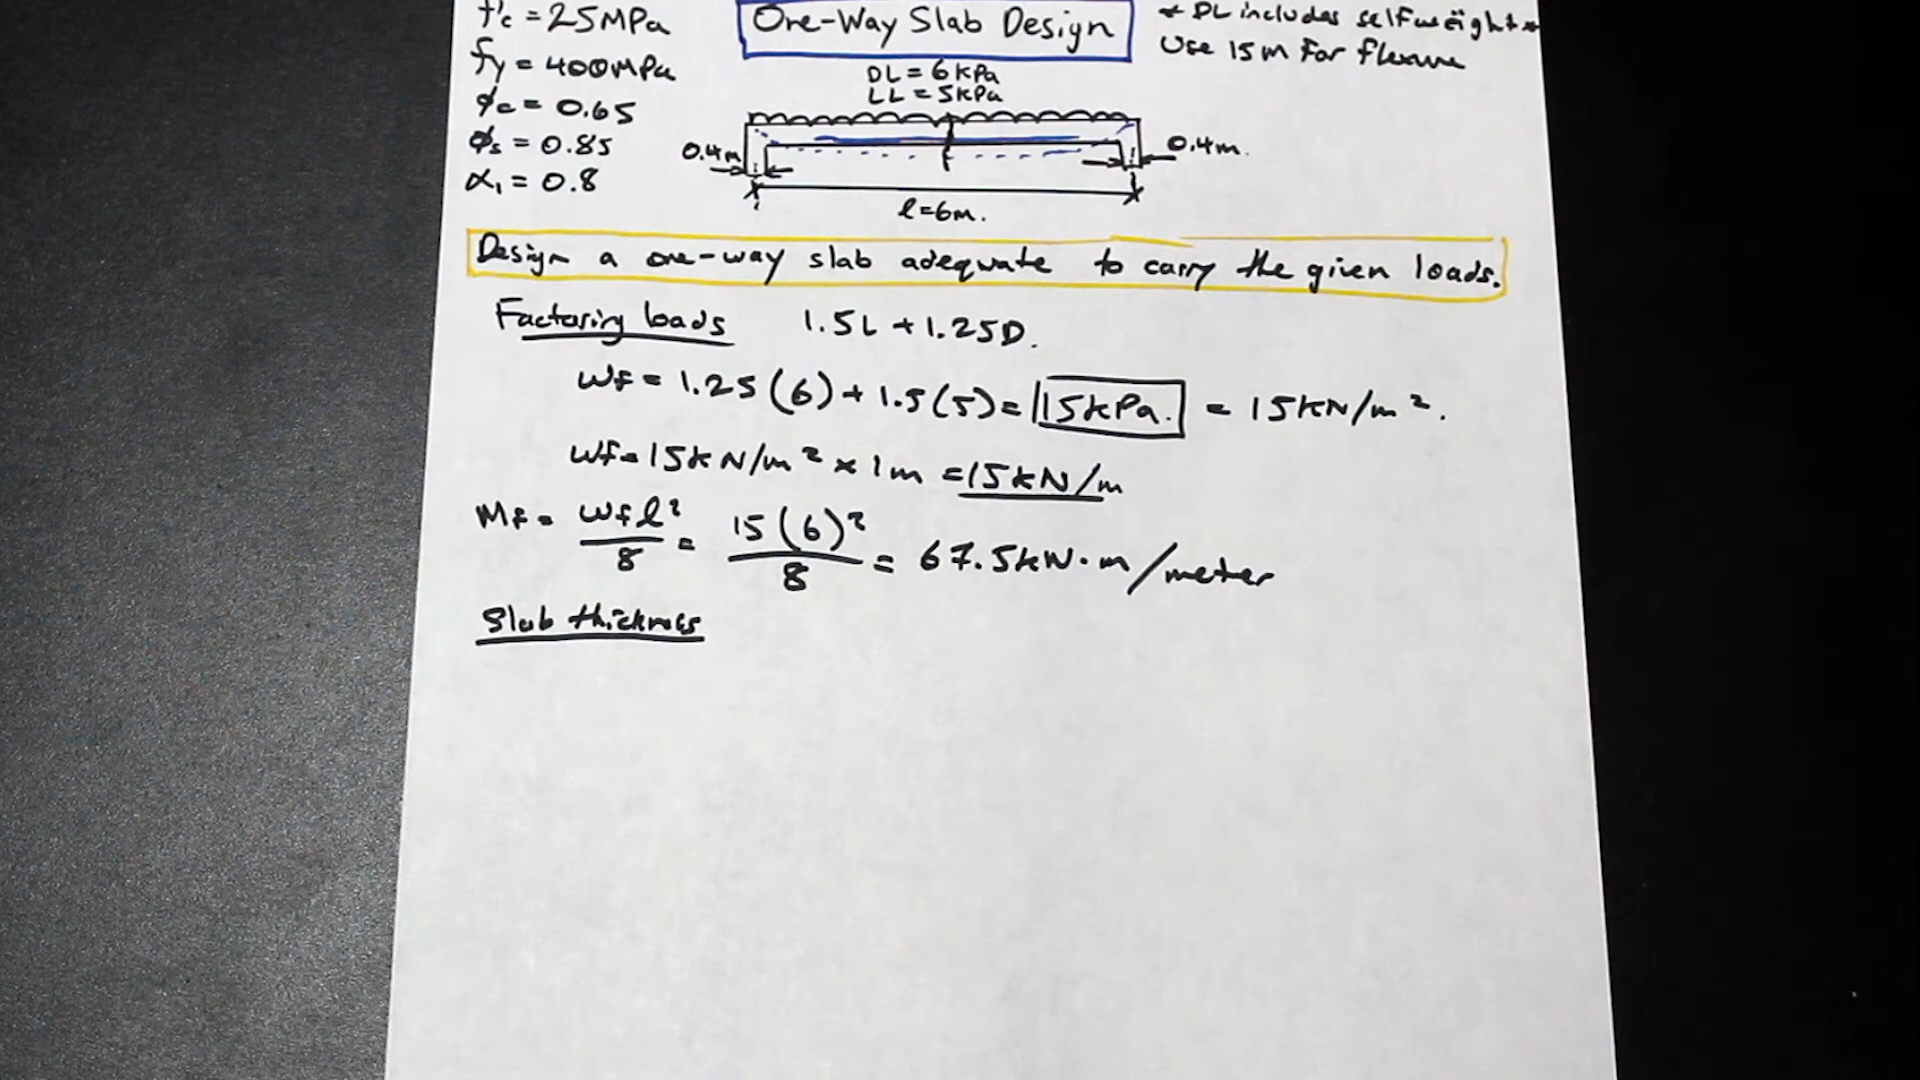 f'c = 25MPa
fy = 400MPa
ϕc = 0.65
ϕs = 0.85
α1 = 0.8
One-Way Slab Design
* DL includes selfweight *
Use 15m for flexure
DL = 6kPa
LL = 5kPa
0.4m
0.4m.
l=6m.
Design a one-way slab adequate to carry the given loads.
Factoring loads 1.5L + 1.25D.
Wf = 1.25(6) + 1.5(5) = 15kPa. = 15kN/m².
Wf = 15kN/m² × 1m = 15kN/m
Mf = Wfl²/8 = 15(6)²/8 = 67.5kN·m/meter
Slab thickness